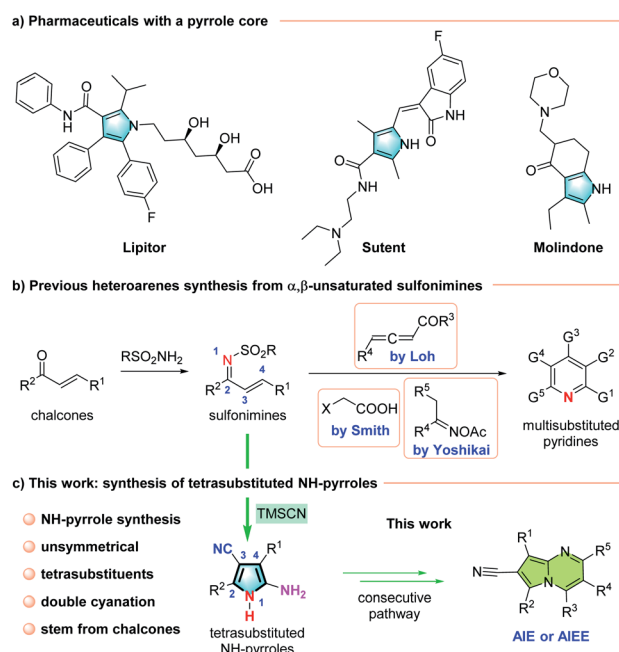 a) Pharmaceuticals with a pyrrole core
O
N
H
N
OH
OH
O
OH
F
Lipitor
F
O
NH
NH
O
NH
N
Sutent
O
N
O
NH
Molindone
b) Previous heteroarenes synthesis from α,β-unsaturated sulfonimines
O
R2
R1
chalcones
RSO2NH2
1
N
SO2R
4
R2
2
3
R1
sulfonimines
COR3
R4
by Loh
X
COOH
by Smith
R5
R4
NOAc
by Yoshikai
G3
G4
G2
G5
N
G1
multisubstituted
pyridines
c) This work: synthesis of tetrasubstituted NH-pyrroles
NH-pyrrole synthesis
unsymmetrical
tetrasubstituents
double cyanation
stem from chalcones
TMSCN
NC
R1
3
4
R2
2
N
1
NH2
H
tetrasubstituted
NH-pyrroles
This work
consecutive
pathway
R1
N
R5
N
N
R4
R2
R3
AIE or AIEE